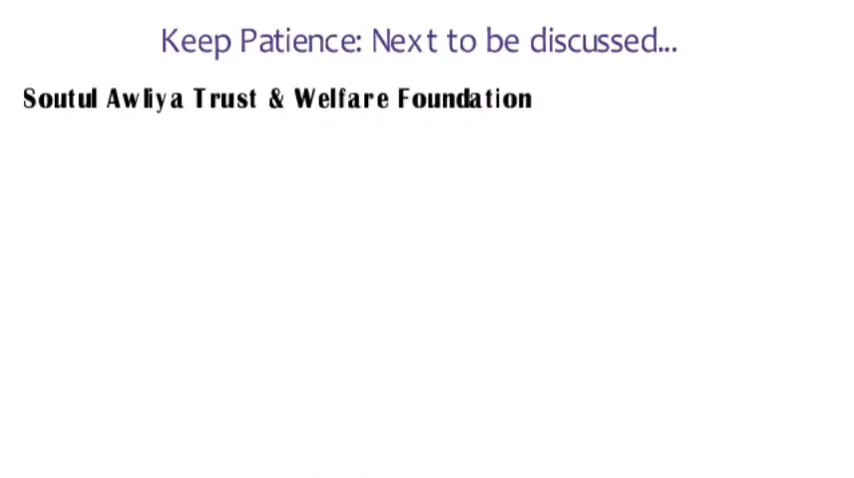 Keep Patience: Next to be discussed...
Soutul Awliya Trust & Welfare Foundation